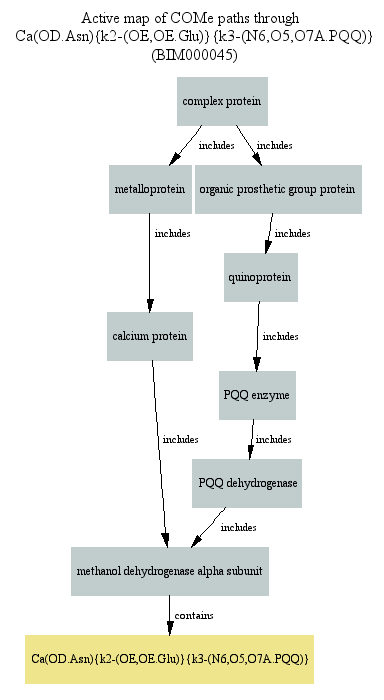 Active map of COMe paths through
Ca(OD.Asn){k2-(OE,OE.Glu)}{k3-(N6,O5,O7A.PQQ)}
(BIM000045)
complex protein
includes
includes
metalloprotein
organic prosthetic group protein
includes
includes
quinoprotein
calcium protein
includes
PQQ enzyme
includes
includes
PQQ dehydrogenase
includes
methanol dehydrogenase alpha subunit
contains
Ca(OD.Asn){k2-(OE,OE.Glu)}{k3-(N6,O5,O7A.PQQ)}